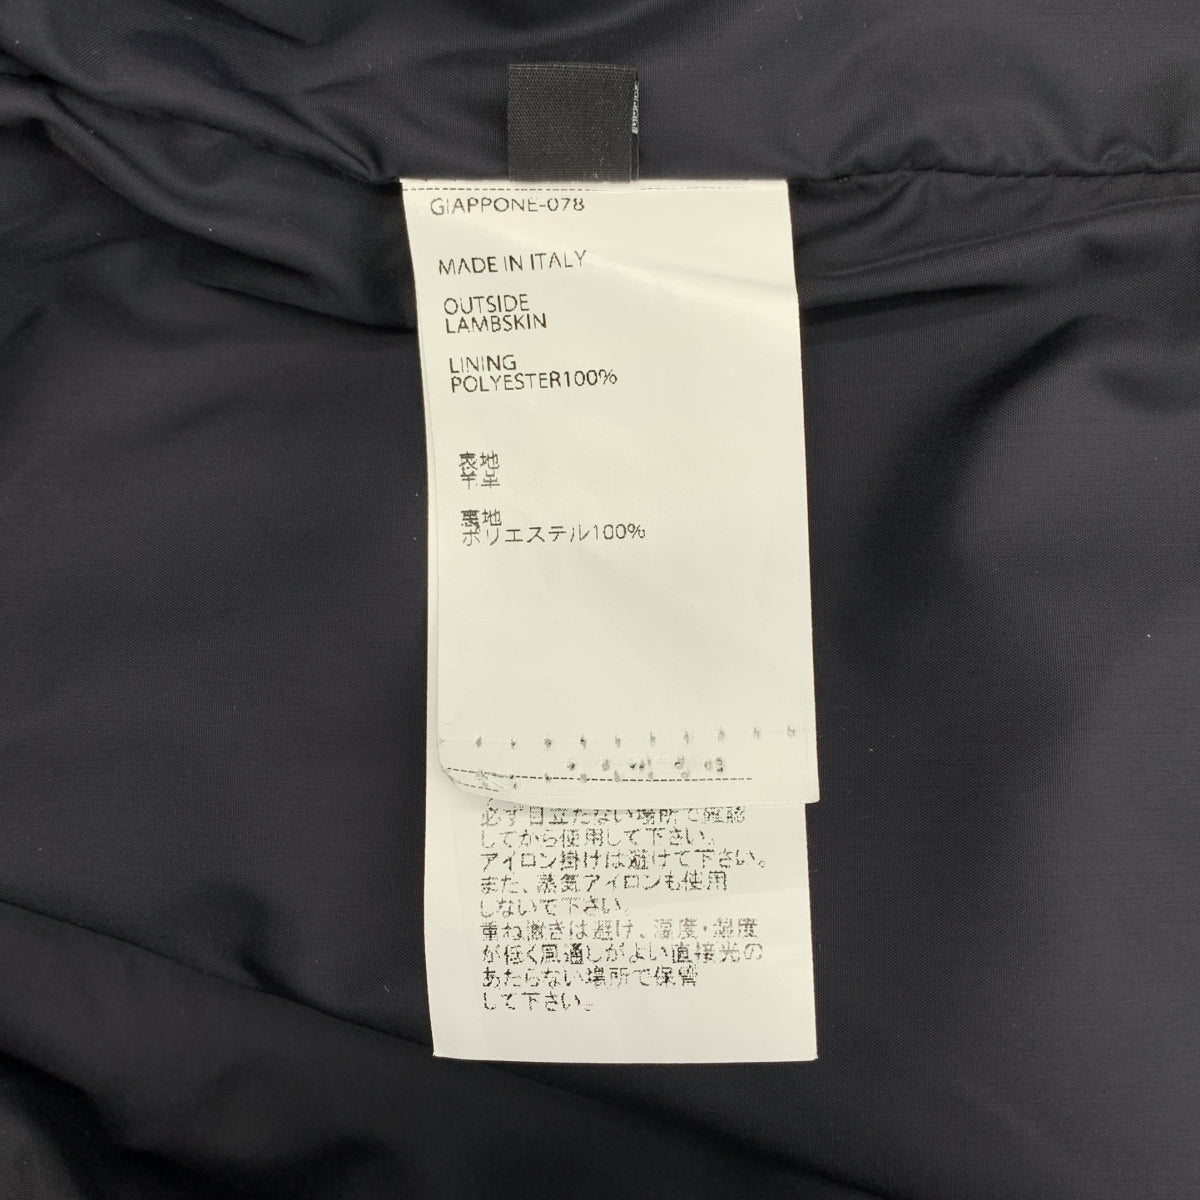 GIAPPONE-078
MADE IN ITALY
OUTSIDE
LAMBSKIN
LINING
POLYESTER100%
表地
羊革
裏地
ポリエステル100%
必ず目立たない場所で確認
してから使用して下さい。
アイロン掛けは避けて下さい。
また、蒸気アイロンも使用
しないで下さい。
重ね置きは避け、温度・湿度
が低く風通しがよい直接光の
あたらない場所で保管
して下さい。